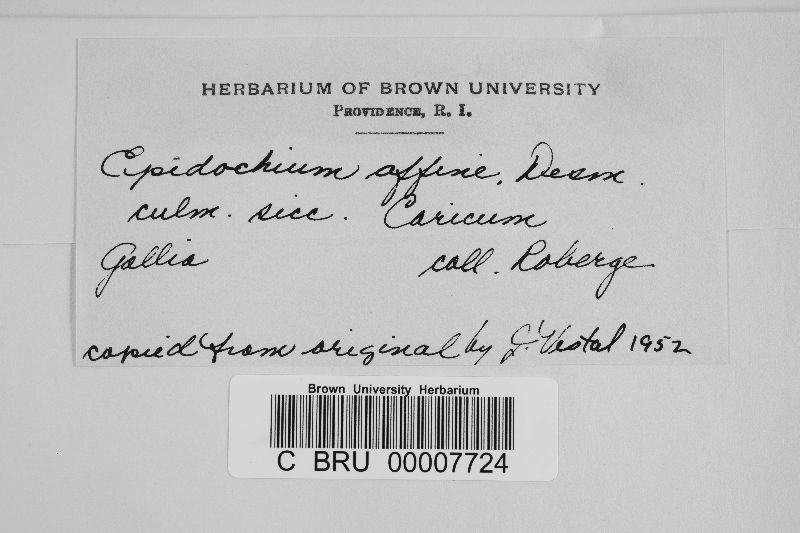 HERBARIUM OF BROWN UNIVERSITY
PROVIDENCE, R. I.
Epidochium affine, Desm.
culm. sicc. Caricum
Gallia coll. Roberge
copied from original by J. Vestal 1952
Brown University Herbarium
C BRU 00007724